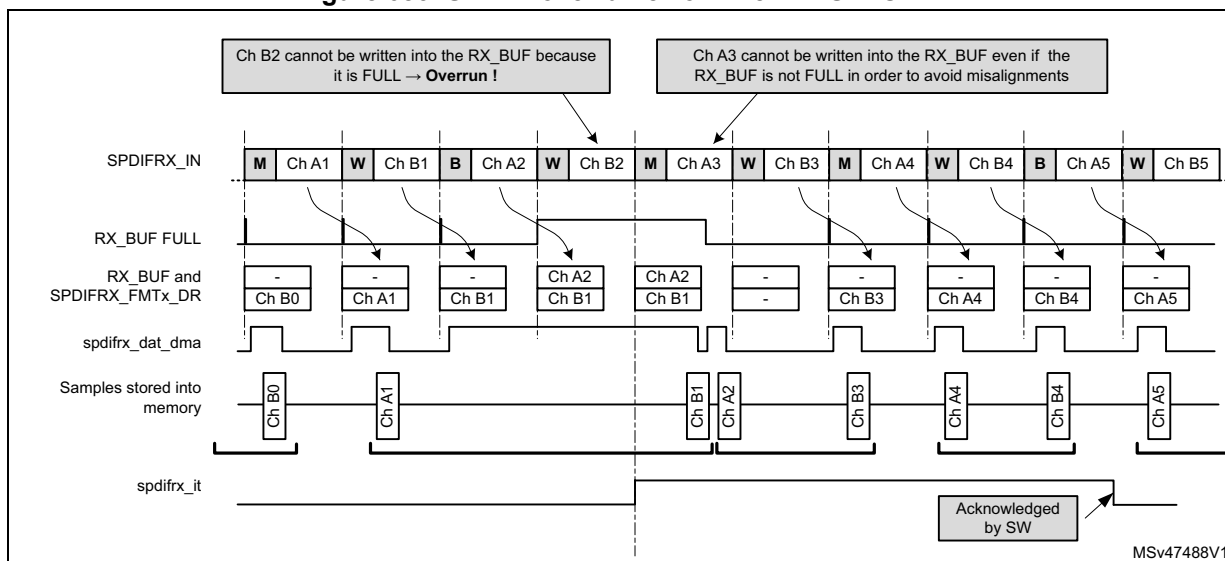 Ch B2 cannot be written into the RX_BUF because
it is FULL → Overrun !
Ch A3 cannot be written into the RX_BUF even if the
RX_BUF is not FULL in order to avoid misalignments
SPDIFRX_IN
M Ch A1 W Ch B1 B Ch A2 W Ch B2 M Ch A3 W Ch B3 M Ch A4 W Ch B4 B Ch A5 W Ch B5
RX_BUF FULL
RX_BUF and
SPDIFRX_FMTx_DR
- - - Ch A2 Ch A2 - - - - -
Ch B0 Ch A1 Ch B1 Ch B1 Ch B1 - Ch B3 Ch A4 Ch B4 Ch A5
spdifrx_dat_dma
Samples stored into
memory
Ch B0 Ch A1 Ch B1 Ch A2 Ch B3 Ch A4 Ch B4 Ch A5
spdifrx_it
Acknowledged
by SW
MSv47488V1